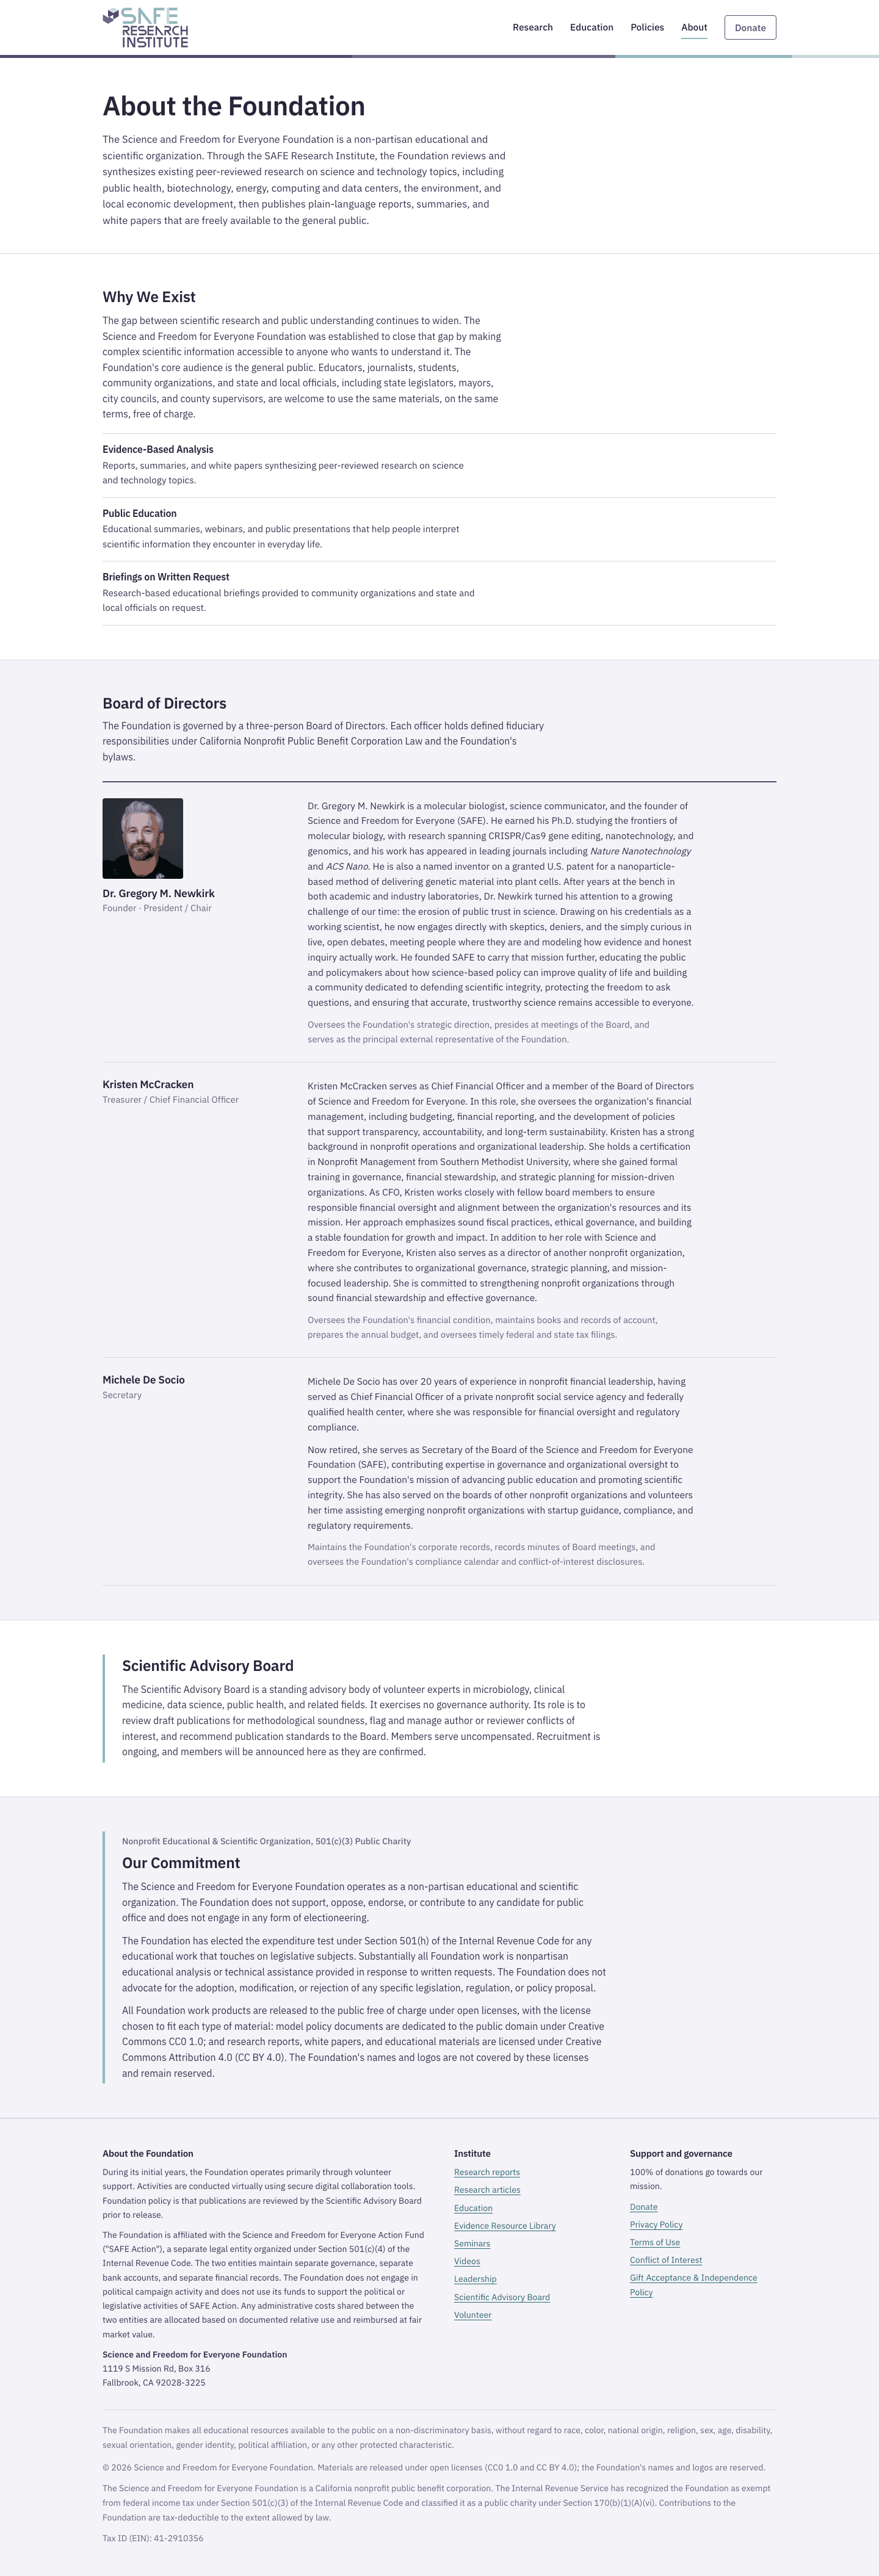 SAFE
RESEARCH
INSTITUTE
Research
Education
Policies
About
Donate
About the Foundation
The Science and Freedom for Everyone Foundation is a non-partisan educational and
scientific organization. Through the SAFE Research Institute, the Foundation reviews and
synthesizes existing peer-reviewed research on science and technology topics, including
public health, biotechnology, energy, computing and data centers, the environment, and
local economic development, then publishes plain-language reports, summaries, and
white papers that are freely available to the general public.
Why We Exist
The gap between scientific research and public understanding continues to widen. The
Science and Freedom for Everyone Foundation was established to close that gap by making
complex scientific information accessible to anyone who wants to understand it. The
Foundation's core audience is the general public. Educators, journalists, students,
community organizations, and state and local officials, including state legislators, mayors,
city councils, and county supervisors, are welcome to use the same materials, on the same
terms, free of charge.
Evidence-Based Analysis
Reports, summaries, and white papers synthesizing peer-reviewed research on science
and technology topics.
Public Education
Educational summaries, webinars, and public presentations that help people interpret
scientific information they encounter in everyday life.
Briefings on Written Request
Research-based educational briefings provided to community organizations and state and
local officials on request.
Board of Directors
The Foundation is governed by a three-person Board of Directors. Each officer holds defined fiduciary
responsibilities under California Nonprofit Public Benefit Corporation Law and the Foundation's
bylaws.
Dr. Gregory M. Newkirk
Founder · President / Chair
Dr. Gregory M. Newkirk is a molecular biologist, science communicator, and the founder of
Science and Freedom for Everyone (SAFE). He earned his Ph.D. studying the frontiers of
molecular biology, with research spanning CRISPR/Cas9 gene editing, nanotechnology, and
genomics, and his work has appeared in leading journals including Nature Nanotechnology
and ACS Nano. He is also a named inventor on a granted U.S. patent for a nanoparticle-
based method of delivering genetic material into plant cells. After years at the bench in
both academic and industry laboratories, Dr. Newkirk turned his attention to a growing
challenge of our time: the erosion of public trust in science. Drawing on his credentials as a
working scientist, he now engages directly with skeptics, deniers, and the simply curious in
live, open debates, meeting people where they are and modeling how evidence and honest
inquiry actually work. He founded SAFE to carry that mission further, educating the public
and policymakers about how science-based policy can improve quality of life and building
a community dedicated to defending scientific integrity, protecting the freedom to ask
questions, and ensuring that accurate, trustworthy science remains accessible to everyone.
Oversees the Foundation's strategic direction, presides at meetings of the Board, and
serves as the principal external representative of the Foundation.
Kristen McCracken
Treasurer / Chief Financial Officer
Kristen McCracken serves as Chief Financial Officer and a member of the Board of Directors
of Science and Freedom for Everyone. In this role, she oversees the organization's financial
management, including budgeting, financial reporting, and the development of policies
that support transparency, accountability, and long-term sustainability. Kristen has a strong
background in nonprofit operations and organizational leadership. She holds a certification
in Nonprofit Management from Southern Methodist University, where she gained formal
training in governance, financial stewardship, and strategic planning for mission-driven
organizations. As CFO, Kristen works closely with fellow board members to ensure
responsible financial oversight and alignment between the organization's resources and its
mission. Her approach emphasizes sound fiscal practices, ethical governance, and building
a stable foundation for growth and impact. In addition to her role with Science and
Freedom for Everyone, Kristen also serves as a director of another nonprofit organization,
where she contributes to organizational governance, strategic planning, and mission-
focused leadership. She is committed to strengthening nonprofit organizations through
sound financial stewardship and effective governance.
Oversees the Foundation's financial condition, maintains books and records of account,
prepares the annual budget, and oversees timely federal and state tax filings.
Michele De Socio
Secretary
Michele De Socio has over 20 years of experience in nonprofit financial leadership, having
served as Chief Financial Officer of a private nonprofit social service agency and federally
qualified health center, where she was responsible for financial oversight and regulatory
compliance.
Now retired, she serves as Secretary of the Board of the Science and Freedom for Everyone
Foundation (SAFE), contributing expertise in governance and organizational oversight to
support the Foundation's mission of advancing public education and promoting scientific
integrity. She has also served on the boards of other nonprofit organizations and volunteers
her time assisting emerging nonprofit organizations with startup guidance, compliance, and
regulatory requirements.
Maintains the Foundation's corporate records, records minutes of Board meetings, and
oversees the Foundation's compliance calendar and conflict-of-interest disclosures.
Scientific Advisory Board
The Scientific Advisory Board is a standing advisory body of volunteer experts in microbiology, clinical
medicine, data science, public health, and related fields. It exercises no governance authority. Its role is to
review draft publications for methodological soundness, flag and manage author or reviewer conflicts of
interest, and recommend publication standards to the Board. Members serve uncompensated. Recruitment is
ongoing, and members will be announced here as they are confirmed.
Nonprofit Educational & Scientific Organization, 501(c)(3) Public Charity
Our Commitment
The Science and Freedom for Everyone Foundation operates as a non-partisan educational and scientific
organization. The Foundation does not support, oppose, endorse, or contribute to any candidate for public
office and does not engage in any form of electioneering.
The Foundation has elected the expenditure test under Section 501(h) of the Internal Revenue Code for any
educational work that touches on legislative subjects. Substantially all Foundation work is nonpartisan
educational analysis or technical assistance provided in response to written requests. The Foundation does not
advocate for the adoption, modification, or rejection of any specific legislation, regulation, or policy proposal.
All Foundation work products are released to the public free of charge under open licenses, with the license
chosen to fit each type of material: model policy documents are dedicated to the public domain under Creative
Commons CC0 1.0; and research reports, white papers, and educational materials are licensed under Creative
Commons Attribution 4.0 (CC BY 4.0). The Foundation's names and logos are not covered by these licenses
and remain reserved.
About the Foundation
During its initial years, the Foundation operates primarily through volunteer
support. Activities are conducted virtually using secure digital collaboration tools.
Foundation policy is that publications are reviewed by the Scientific Advisory Board
prior to release.
The Foundation is affiliated with the Science and Freedom for Everyone Action Fund
("SAFE Action"), a separate legal entity organized under Section 501(c)(4) of the
Internal Revenue Code. The two entities maintain separate governance, separate
bank accounts, and separate financial records. The Foundation does not engage in
political campaign activity and does not use its funds to support the political or
legislative activities of SAFE Action. Any administrative costs shared between the
two entities are allocated based on documented relative use and reimbursed at fair
market value.
Science and Freedom for Everyone Foundation
1119 S Mission Rd, Box 316
Fallbrook, CA 92028-3225
Institute
Research reports
Research articles
Education
Evidence Resource Library
Seminars
Videos
Leadership
Scientific Advisory Board
Volunteer
Support and governance
100% of donations go towards our
mission.
Donate
Privacy Policy
Terms of Use
Conflict of Interest
Gift Acceptance & Independence
Policy
The Foundation makes all educational resources available to the public on a non-discriminatory basis, without regard to race, color, national origin, religion, sex, age, disability,
sexual orientation, gender identity, political affiliation, or any other protected characteristic.
© 2026 Science and Freedom for Everyone Foundation. Materials are released under open licenses (CC0 1.0 and CC BY 4.0); the Foundation's names and logos are reserved.
The Science and Freedom for Everyone Foundation is a California nonprofit public benefit corporation. The Internal Revenue Service has recognized the Foundation as exempt
from federal income tax under Section 501(c)(3) of the Internal Revenue Code and classified it as a public charity under Section 170(b)(1)(A)(vi). Contributions to the
Foundation are tax-deductible to the extent allowed by law.
Tax ID (EIN): 41-2910356